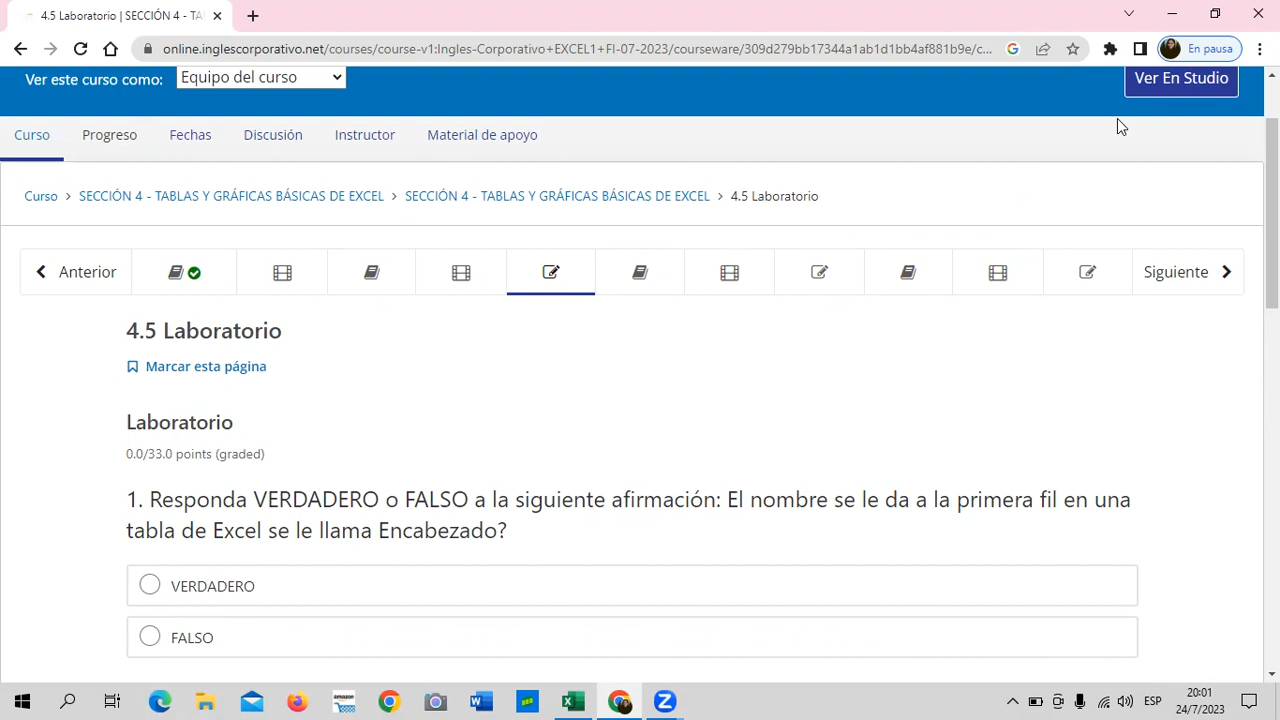 4.5 Laboratorio | SECCIÓN 4 - TA
online.inglescorporativo.net/courses/course-v1:Ingles-Corporativo+EXCEL1+FI-07-2023/courseware/309d279bb17344a1ab1d1bb4af881b9e/c...
En pausa
Ver este curso como:
Equipo del curso
Ver En Studio
Curso
Progreso
Fechas
Discusión
Instructor
Material de apoyo
Curso > SECCIÓN 4 - TABLAS Y GRÁFICAS BÁSICAS DE EXCEL > SECCIÓN 4 - TABLAS Y GRÁFICAS BÁSICAS DE EXCEL > 4.5 Laboratorio
Anterior
Siguiente
4.5 Laboratorio
Marcar esta página
Laboratorio
0.0/33.0 points (graded)
1. Responda VERDADERO o FALSO a la siguiente afirmación: El nombre se le da a la primera fil en una
tabla de Excel se le llama Encabezado?
VERDADERO
FALSO
amazon
ESP
20:01
24/7/2023